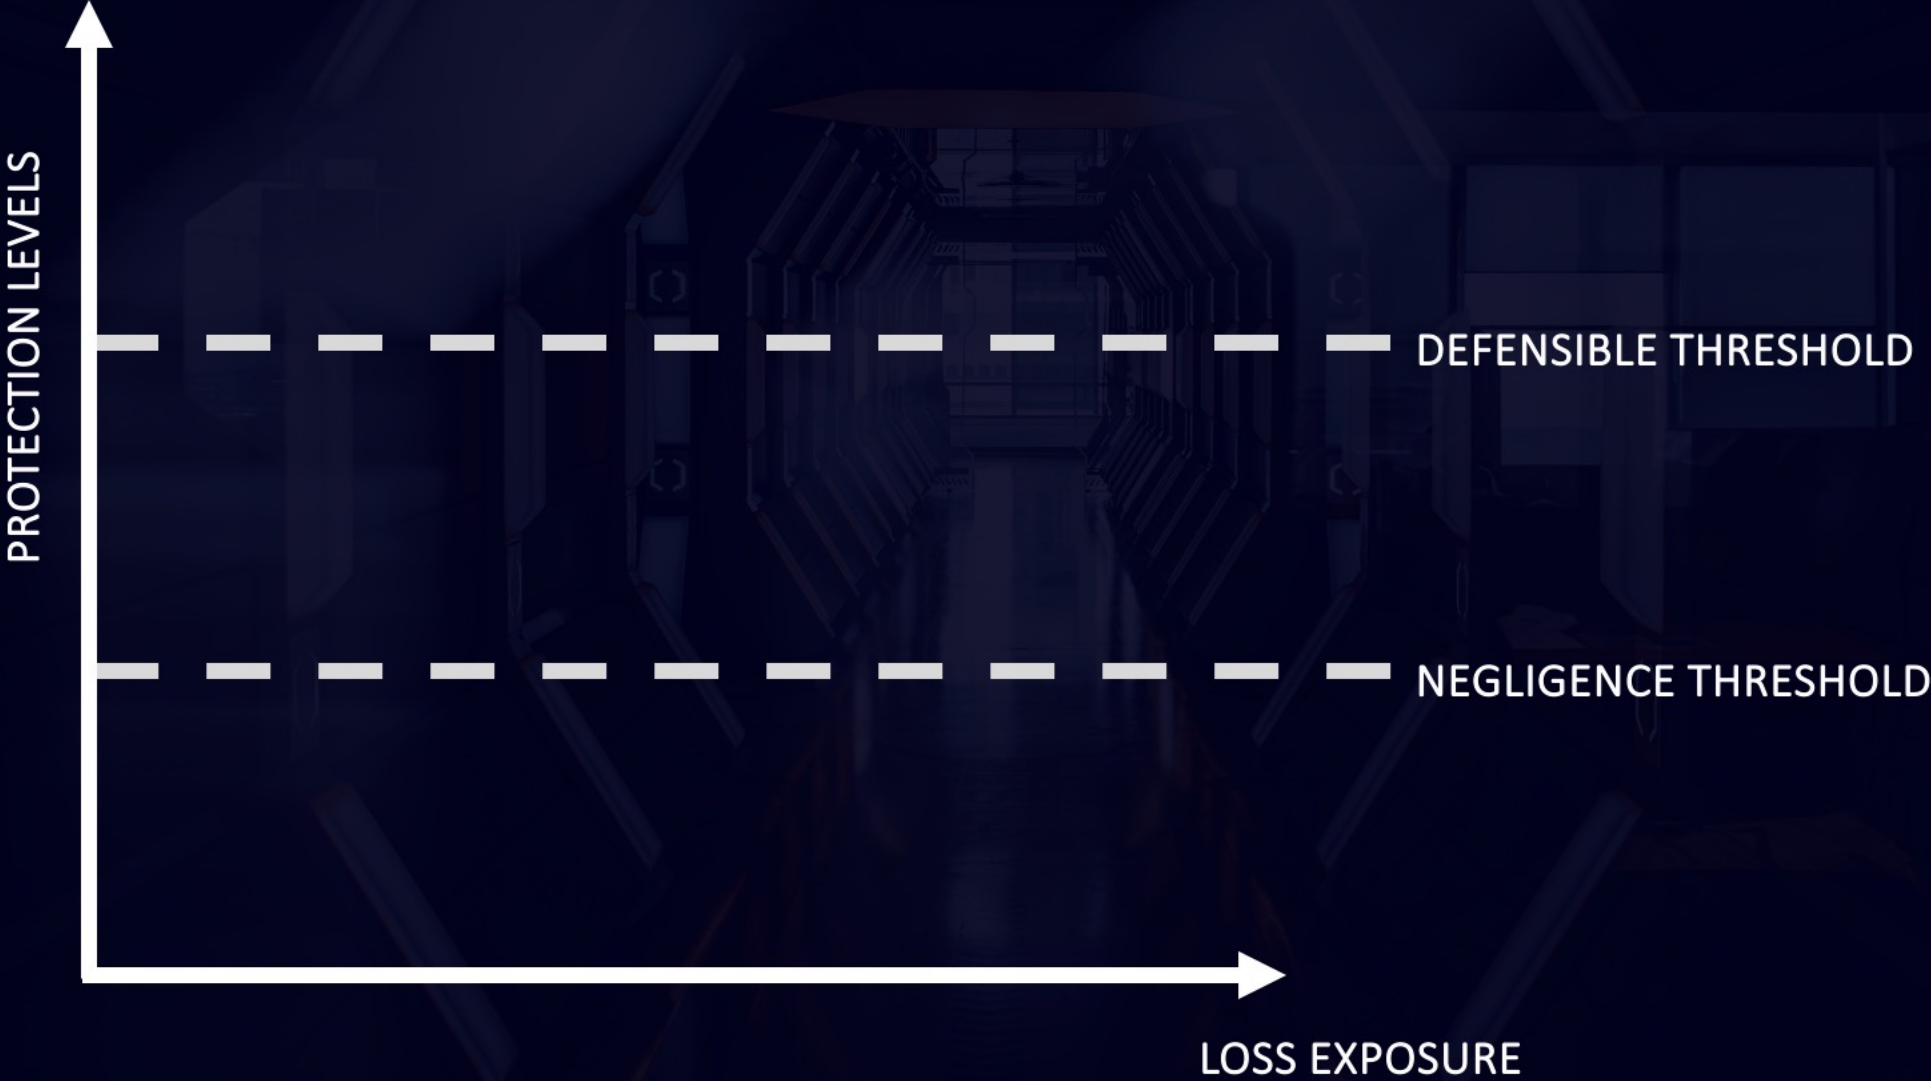 PROTECTION LEVELS
DEFENSIBLE THRESHOLD
NEGLIGENCE THRESHOLD
LOSS EXPOSURE